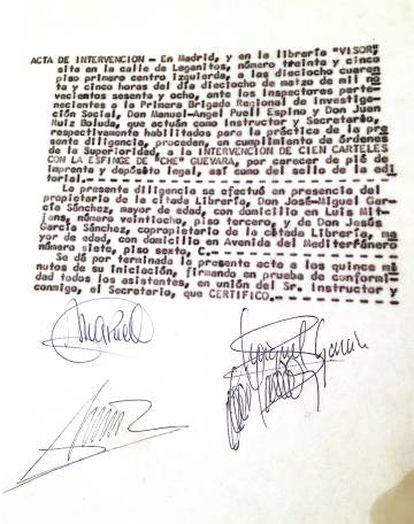 ACTA DE INTERVENCION - En Madrid, y en la librería "VISOR"
sita en la calle de Leganitos, número treinta y cinco
piso primero centro izquierda, a las dieciocho cuaren
ta y cinco horas del día dieciocho de marzo de mil no
vecientos sesenta y ocho, ante los inspectores perte-
necientes a la Primera Brigada Regional de Investiga-
ción Social, Don Manuel-Angel Puell Espino y Don Juan
Ruiz Boluda, que actúan como Instructor y Secretario,
respectivamente habilitados para la práctica de la pre
sente diligencia, proceden, en cumplimiento de órdenes
de la Superioridad, a la INTERVENCION DE CIEN CARTELES
CON LA ESFINGE DE "CHE" GUEVARA, por carecer de pié de
imprenta y depósito legal, así como del sello de la edi
torial.- - - - - - - - - - - - - - - - - - - - - - - -
La presente diligencia se efectuó en presencia del
propietario de la citada Librería, Don José-Miguel Gar-
cía Sánchez, mayor de edad, con domicilio en Luis Mit-
jans, número veintiocho, piso tercero, y de Don Jesús
García Sánchez, copropietario de la citada Librería, ma
yor de edad, con domicilio en Avenida del Mediterráneo
número siete, piso sexto, C.- - - - - - - - - - - - - -
Se dá por terminada la presente acta a los quince mi
nutos de su iniciación, firmando en prueba de conformi-
dad todos los asistentes, en unión del Sr. Instructor y
conmigo, el Secretario, que CERTIFICO.- - - - - - - - -
Manuel
Miguel Garcia